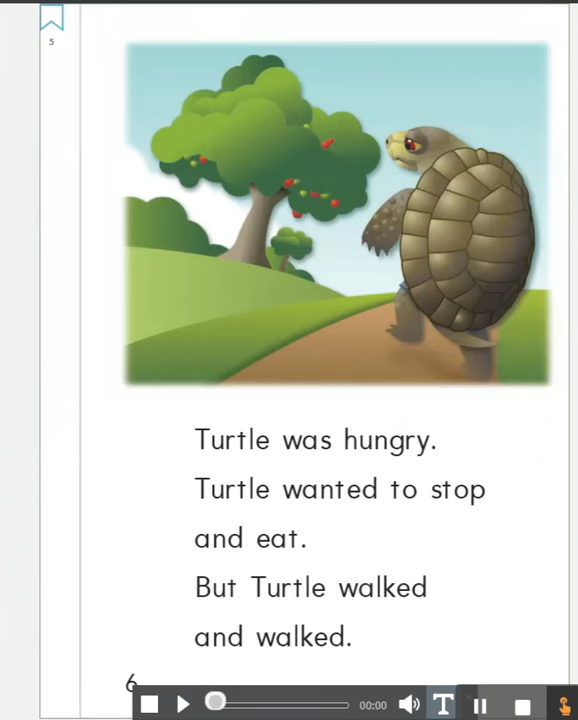 5
Turtle was hungry.
Turtle wanted to stop
and eat.
But Turtle walked
and walked.
6
00:00
T